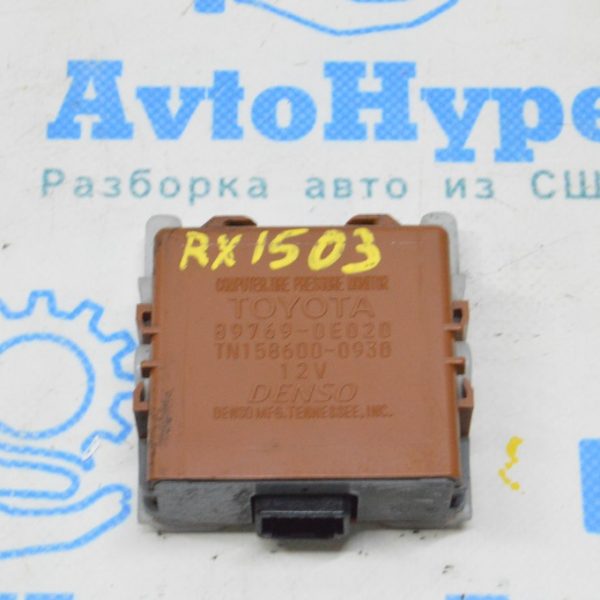 AvtoHype
Разборка авто из СШ
RX1503
COMPUTER,TIRE PRESSURE MONITOR
TOYOTA
89769-0E020
TN158600-0938
12V
DENSO
DENSO MFG.TENNESSEE,INC.